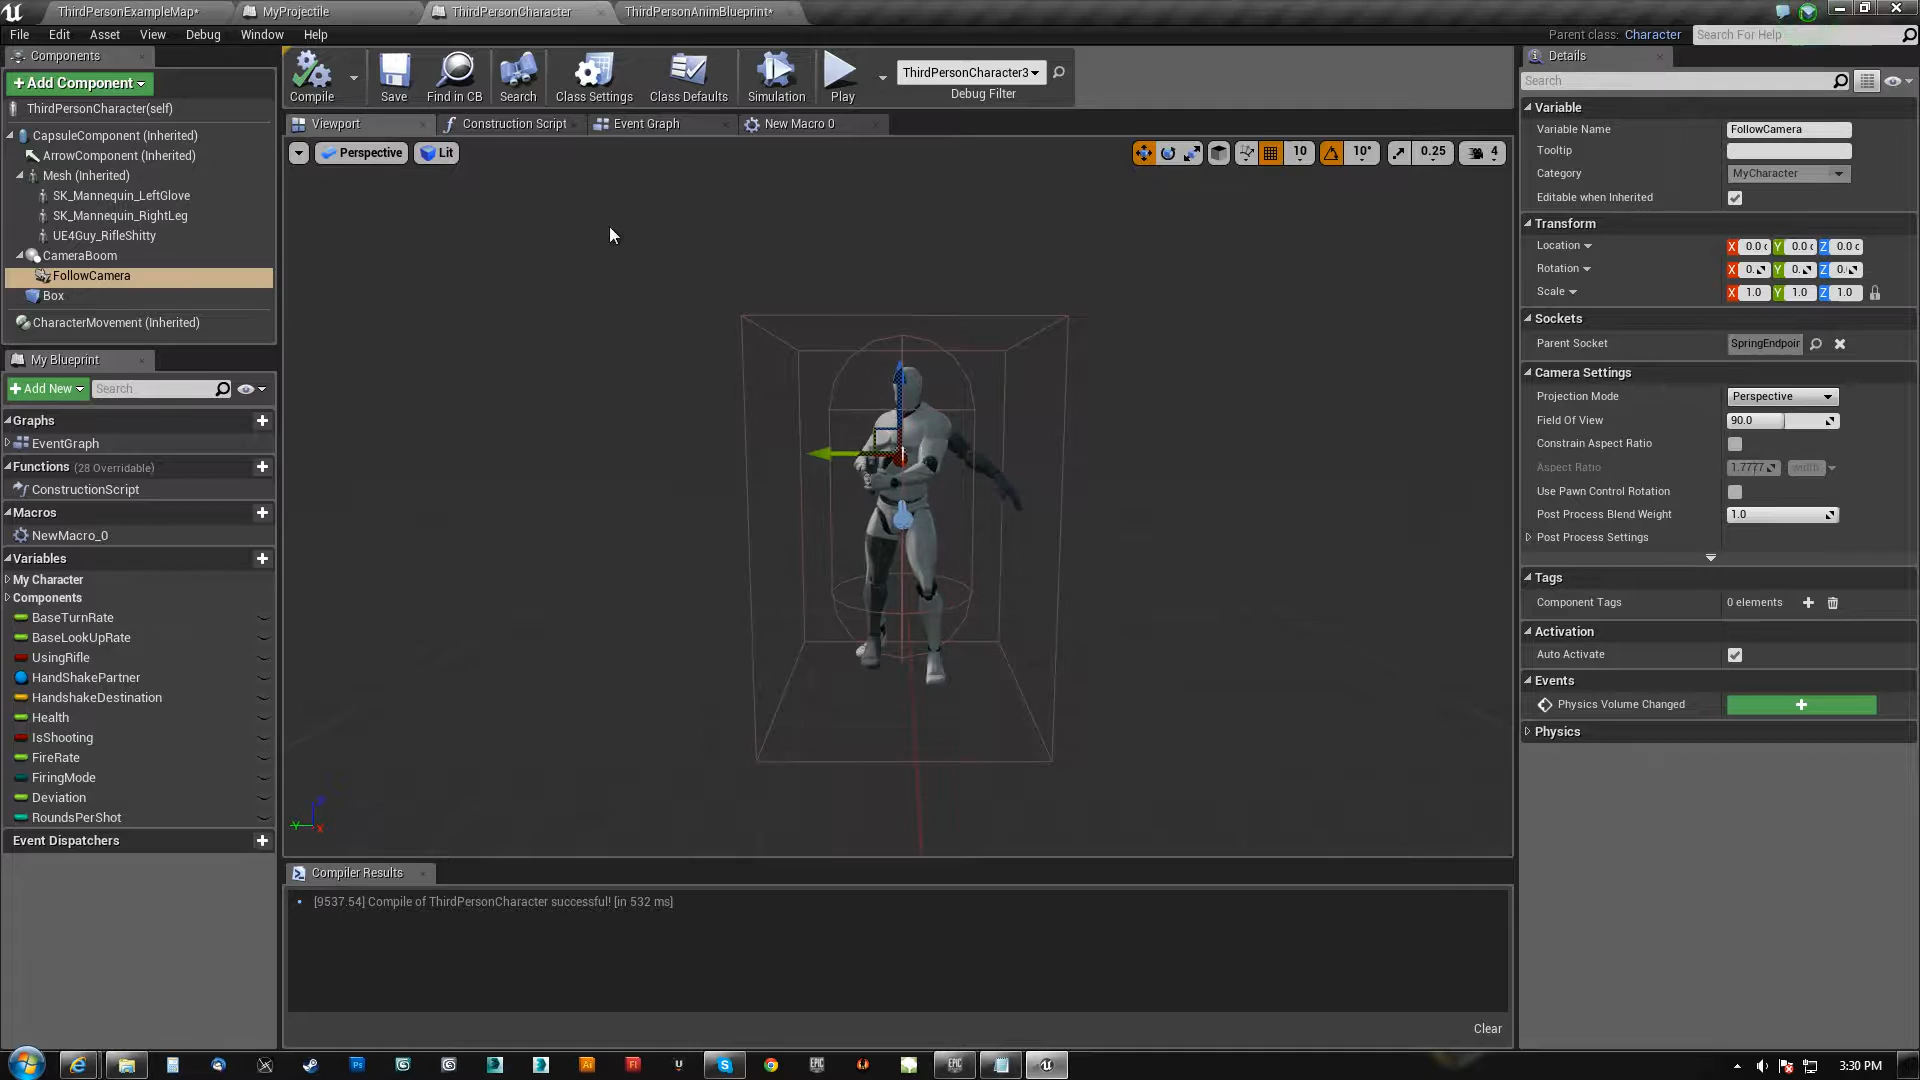 ThirdPersonExampleMap*
MyProjectile
ThirdPersonCharacter
ThirdPersonAnimBlueprint*
File Edit Asset View Debug Window Help
Parent class: Character
Search For Help
Components
+Add Component
ThirdPersonCharacter(self)
CapsuleComponent (Inherited)
ArrowComponent (Inherited)
Mesh (Inherited)
SK_Mannequin_LeftGlove
SK_Mannequin_RightLeg
UE4Guy_RifleShitty
CameraBoom
FollowCamera
Box
CharacterMovement (Inherited)
My Blueprint
+Add New
Search
Graphs
EventGraph
Functions (28 Overridable)
ConstructionScript
Macros
NewMacro_0
Variables
My Character
Components
BaseTurnRate
BaseLookUpRate
UsingRifle
HandShakePartner
HandshakeDestination
Health
IsShooting
FireRate
FiringMode
Deviation
RoundsPerShot
Event Dispatchers
Compile
Save
Find in CB
Search
Class Settings
Class Defaults
Simulation
Play
ThirdPersonCharacter3
Debug Filter
Viewport
Construction Script
Event Graph
New Macro 0
Perspective
Lit
10
10°
0.25
4
Z
Y
X
Compiler Results
• [9537.54] Compile of ThirdPersonCharacter successful! [in 532 ms]
Clear
Details
Search
Variable
Variable Name FollowCamera
Tooltip
Category MyCharacter
Editable when Inherited
Transform
Location X 0.0 Y 0.0 Z 0.0
Rotation X 0. Y 0. Z 0.
Scale X 1.0 Y 1.0 Z 1.0
Sockets
Parent Socket SpringEndpoir
Camera Settings
Projection Mode Perspective
Field Of View 90.0
Constrain Aspect Ratio
Aspect Ratio 1.7777 width
Use Pawn Control Rotation
Post Process Blend Weight 1.0
Post Process Settings
Tags
Component Tags 0 elements
Activation
Auto Activate
Events
Physics Volume Changed +
Physics
Ps
Ai
Fl
S
EPIC
EPIC
3:30 PM